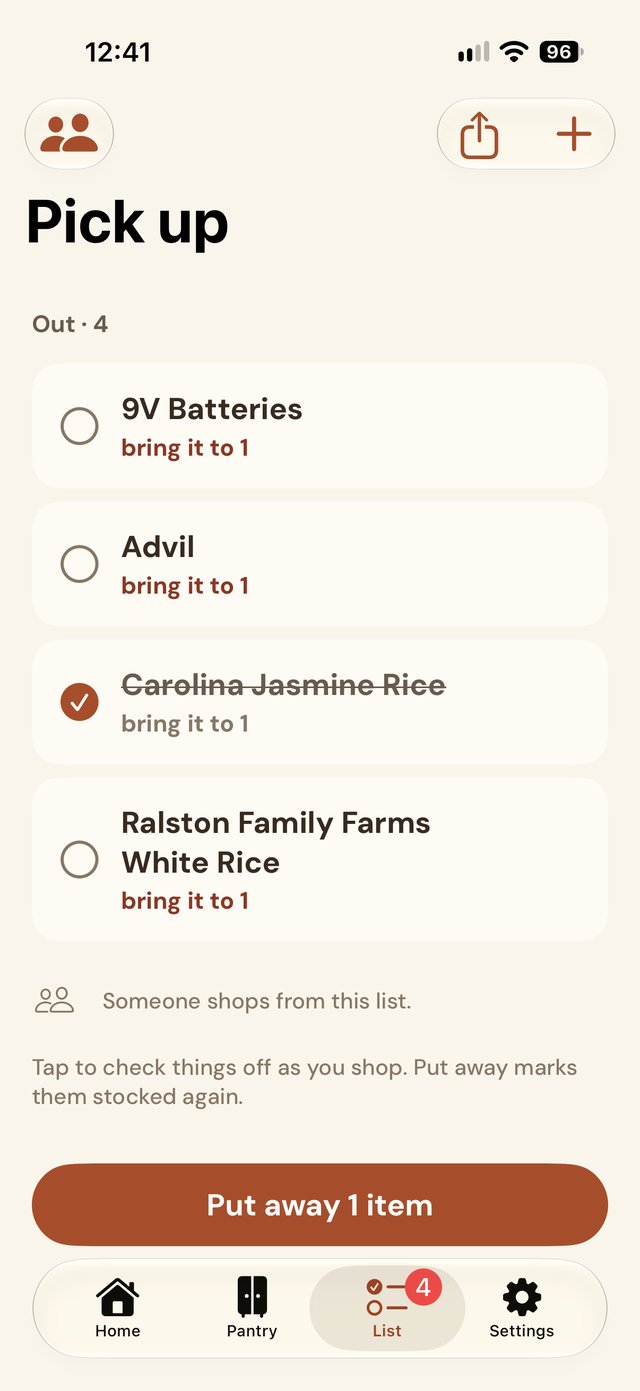 12:41
96
Pick up
Out · 4
9V Batteries
bring it to 1
Advil
bring it to 1
Carolina Jasmine Rice
bring it to 1
Ralston Family Farms
White Rice
bring it to 1
Someone shops from this list.
Tap to check things off as you shop. Put away marks
them stocked again.
Put away 1 item
4
Home
Pantry
List
Settings